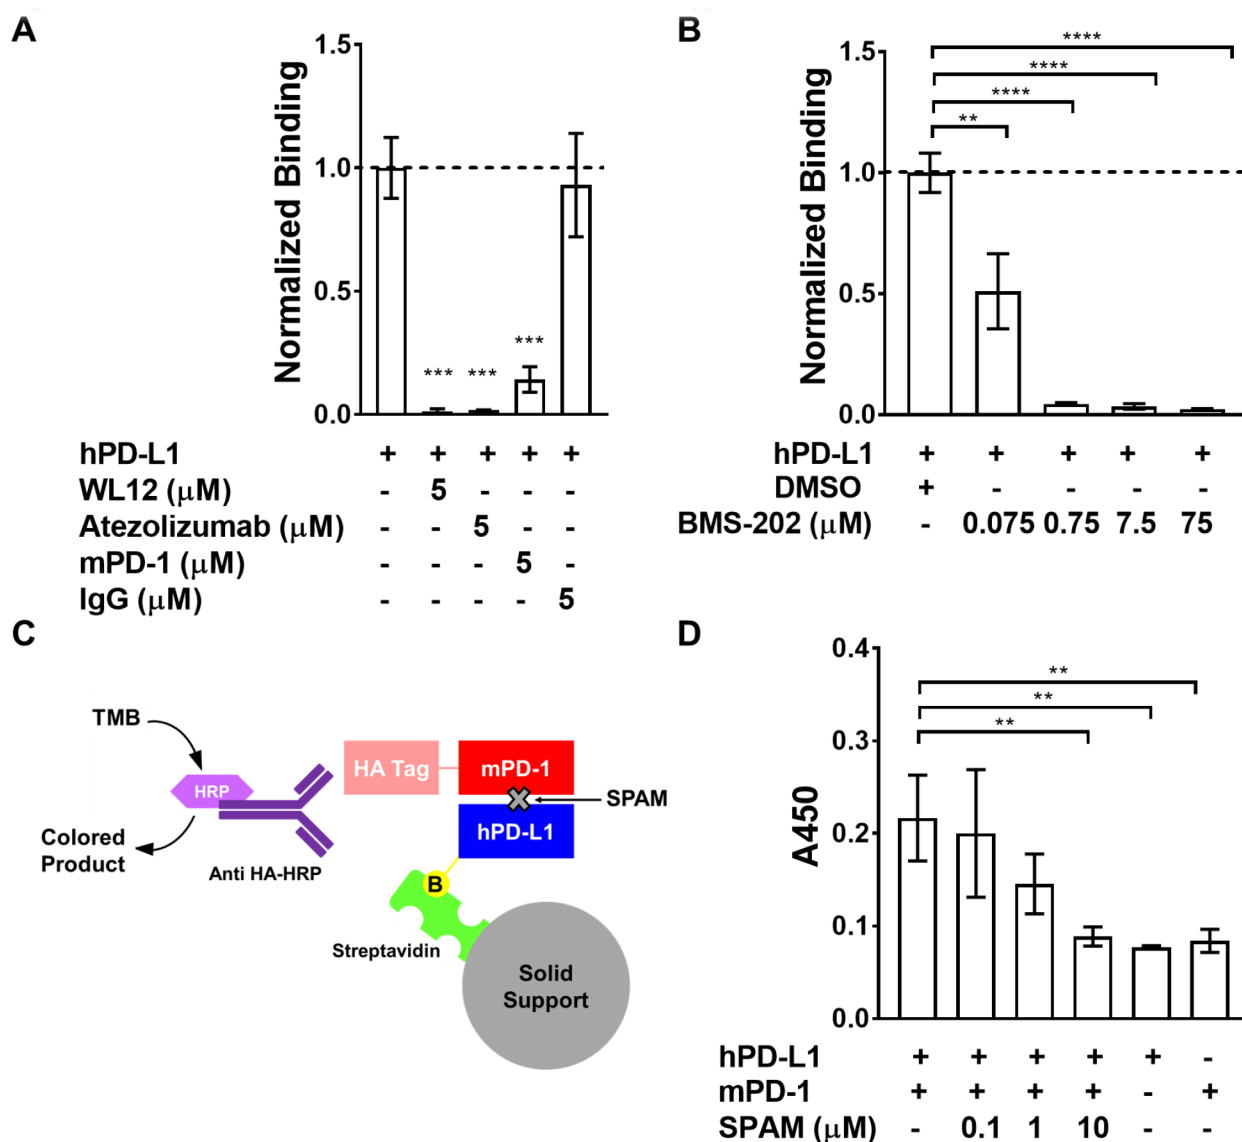 A
Normalized Binding
1.5
1.0
0.5
0.0
*** *** ***
hPD-L1 + + + + +
WL12 (μM) - 5 - - -
Atezolizumab (μM) - - 5 - -
mPD-1 (μM) - - - 5 -
IgG (μM) - - - - 5
B
Normalized Binding
1.5
1.0
0.5
0.0
****
****
****
**
hPD-L1 + + + + +
DMSO + - - - -
BMS-202 (μM) - 0.075 0.75 7.5 75
C
TMB
HRP
Colored
Product
Anti HA-HRP
HA Tag
mPD-1
SPAM
hPD-L1
B
Streptavidin
Solid
Support
D
A450
0.4
0.3
0.2
0.1
0.0
**
**
**
hPD-L1 + + + + + -
mPD-1 + + + + - +
SPAM (μM) - 0.1 1 10 - -